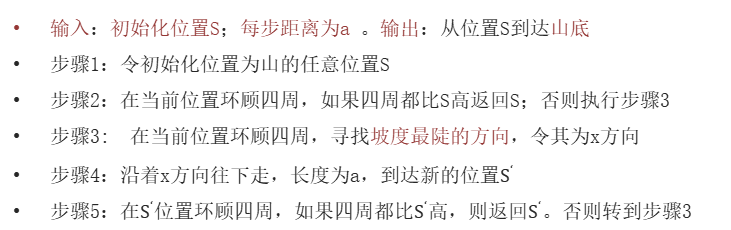 • 输入：初始化位置S；每步距离为a 。输出：从位置S到达山底
• 步骤1：令初始化位置为山的任意位置S
• 步骤2：在当前位置环顾四周，如果四周都比S高返回S；否则执行步骤3
• 步骤3： 在当前位置环顾四周，寻找坡度最陡的方向，令其为x方向
• 步骤4：沿着x方向往下走，长度为a，到达新的位置S‘
• 步骤5：在S‘位置环顾四周，如果四周都比S‘高，则返回S‘。否则转到步骤3